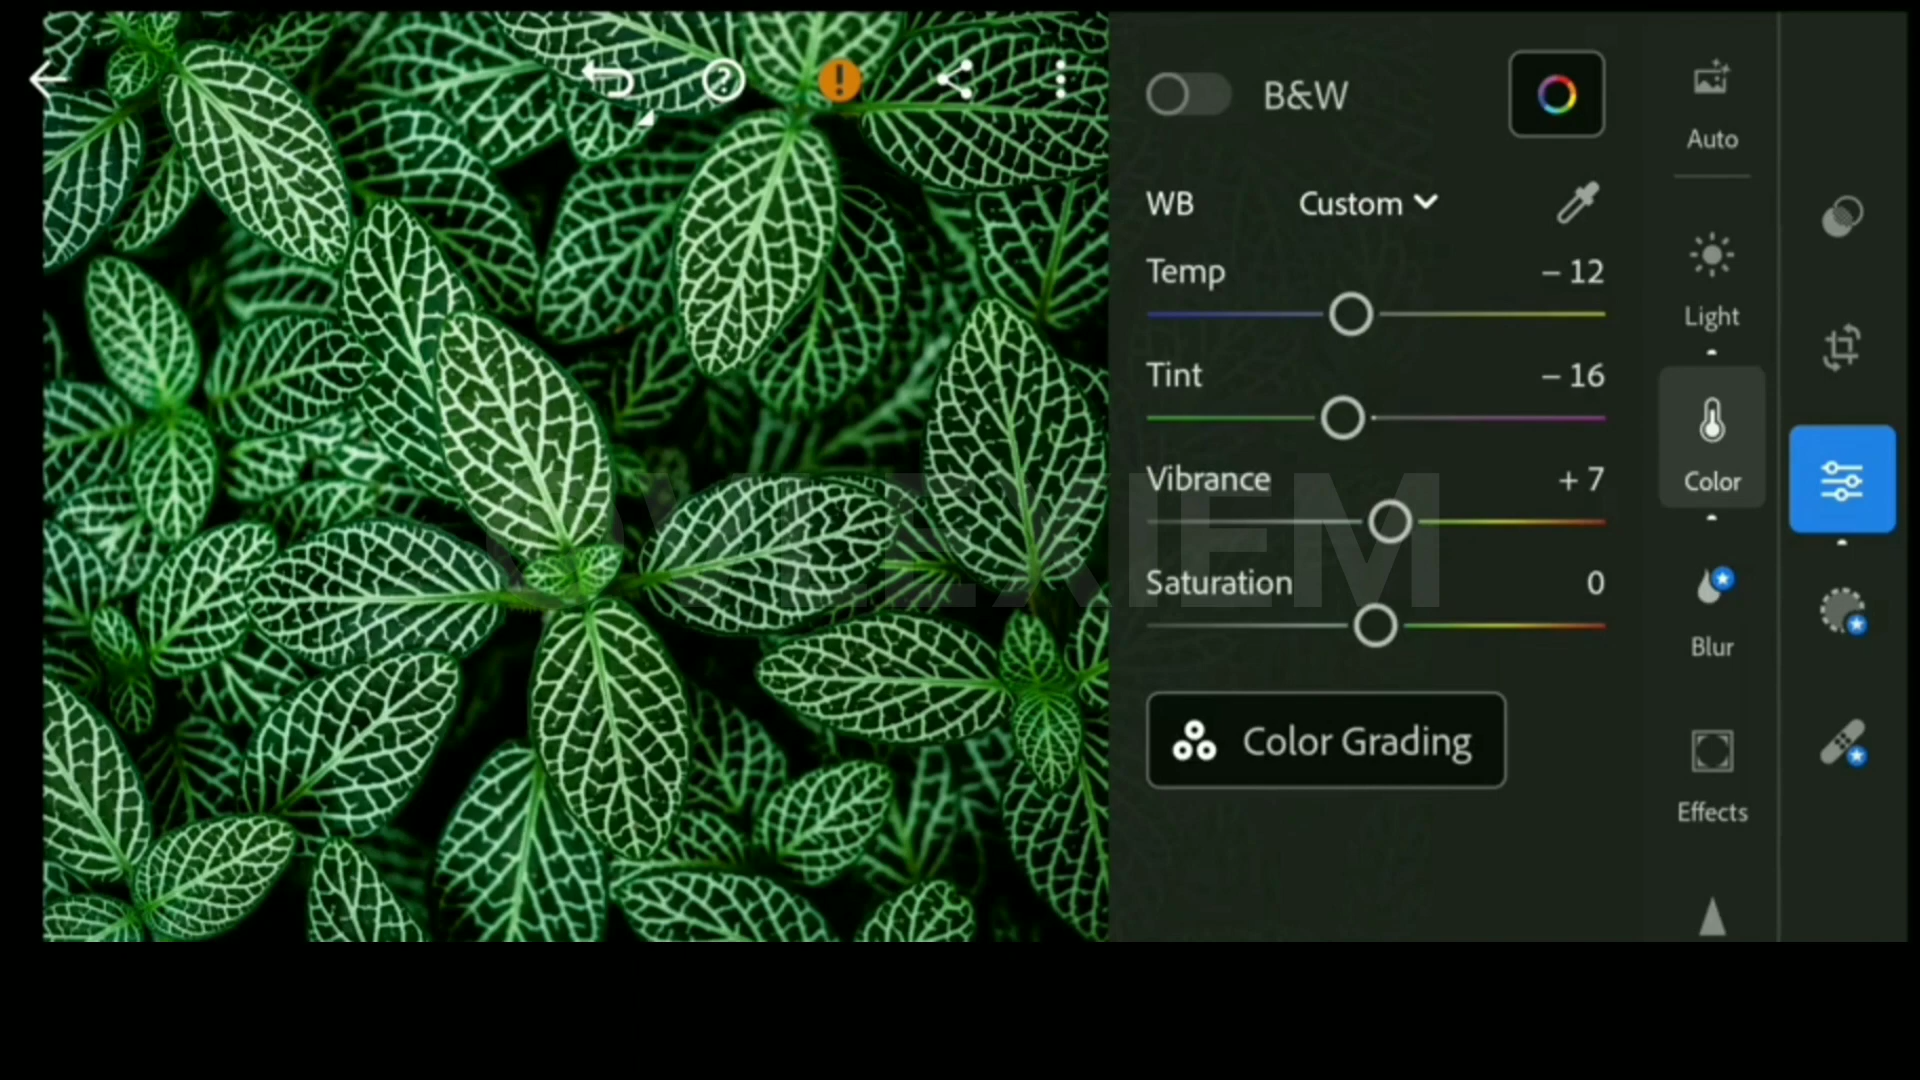 B&W
Auto
WB Custom
Temp – 12
Light
Tint – 16
Color
Vibrance + 7
Saturation 0
Blur
Color Grading
Effects